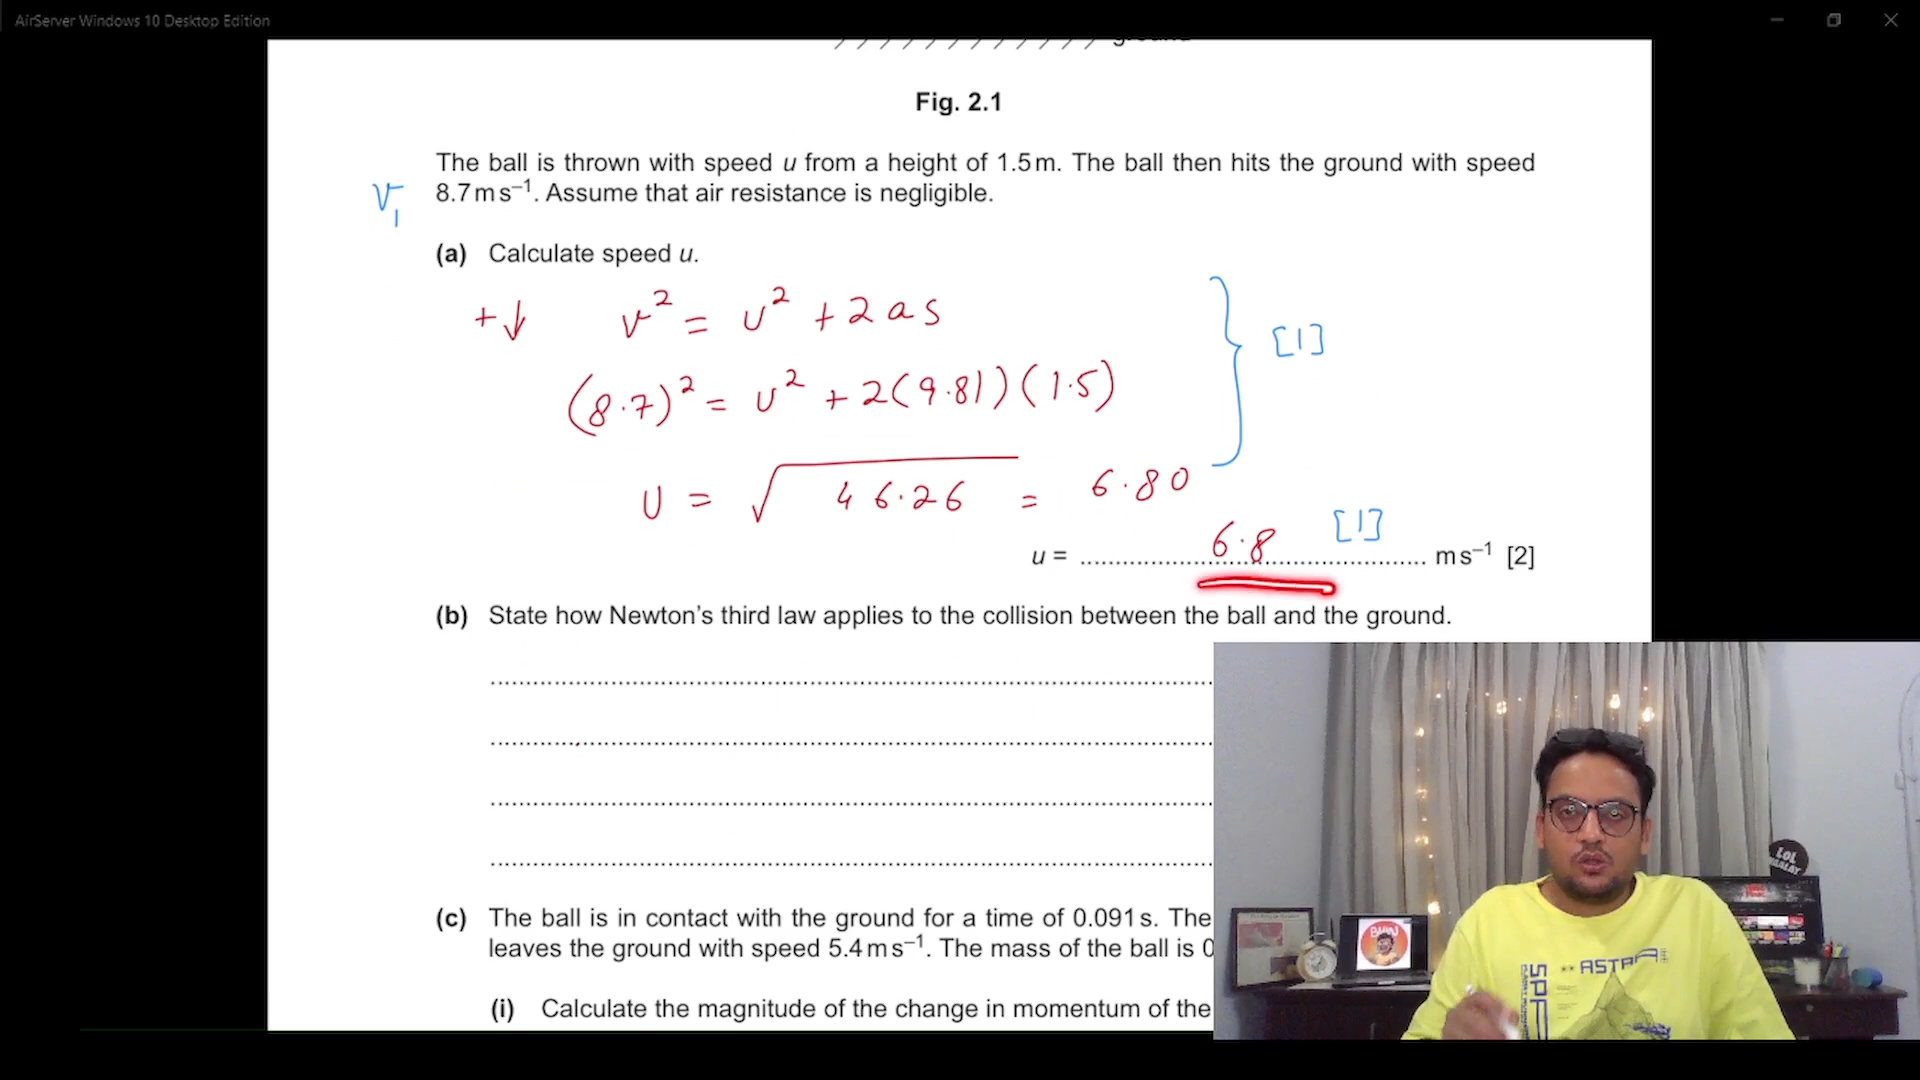 AirServer Windows 10 Desktop Edition
Fig. 2.1
The ball is thrown with speed u from a height of 1.5 m. The ball then hits the ground with speed
V₁ 8.7 m s⁻¹. Assume that air resistance is negligible.
(a) Calculate speed u.
+↓ v² = u² + 2as
(8.7)² = u² + 2(9.81)(1.5) [1]
u = √46.26 = 6.80
u = ..... 6.8 [1] ..... m s⁻¹ [2]
(b) State how Newton's third law applies to the collision between the ball and the ground.
(c) The ball is in contact with the ground for a time of 0.091 s. The
leaves the ground with speed 5.4 m s⁻¹. The mass of the ball is 0
(i) Calculate the magnitude of the change in momentum of the
LOL
ASTRA